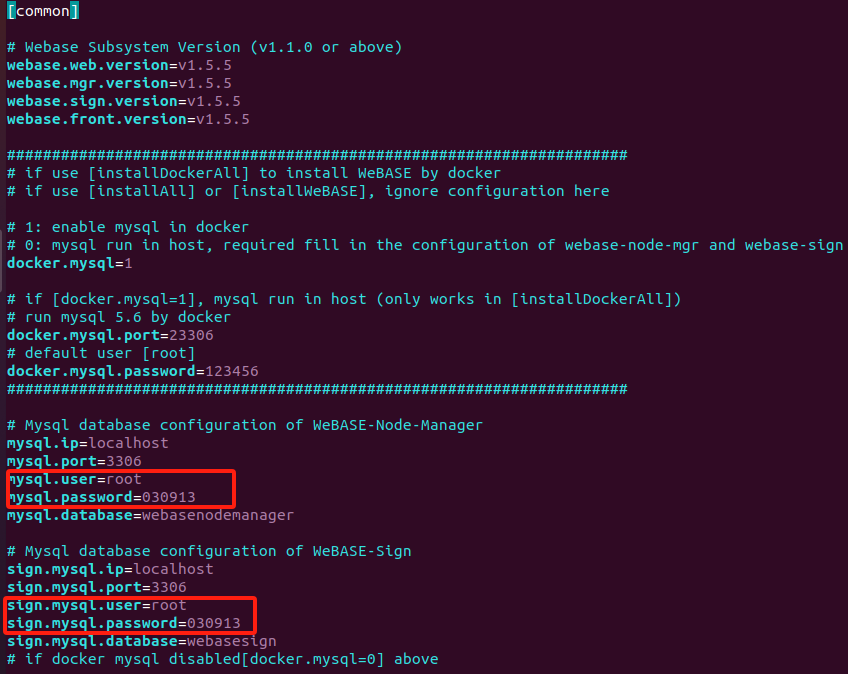 [common]
# Webase Subsystem Version (v1.1.0 or above)
webase.web.version=v1.5.5
webase.mgr.version=v1.5.5
webase.sign.version=v1.5.5
webase.front.version=v1.5.5
#####################################################################
# if use [installDockerAll] to install WeBASE by docker
# if use [installAll] or [installWeBASE], ignore configuration here
# 1: enable mysql in docker
# 0: mysql run in host, required fill in the configuration of webase-node-mgr and webase-sign
docker.mysql=1
# if [docker.mysql=1], mysql run in host (only works in [installDockerAll])
# run mysql 5.6 by docker
docker.mysql.port=23306
# default user [root]
docker.mysql.password=123456
#####################################################################
# Mysql database configuration of WeBASE-Node-Manager
mysql.ip=localhost
mysql.port=3306
mysql.user=root
mysql.password=030913
mysql.database=webasenodemanager
# Mysql database configuration of WeBASE-Sign
sign.mysql.ip=localhost
sign.mysql.port=3306
sign.mysql.user=root
sign.mysql.password=030913
sign.mysql.database=webasesign
# if docker mysql disabled[docker.mysql=0] above